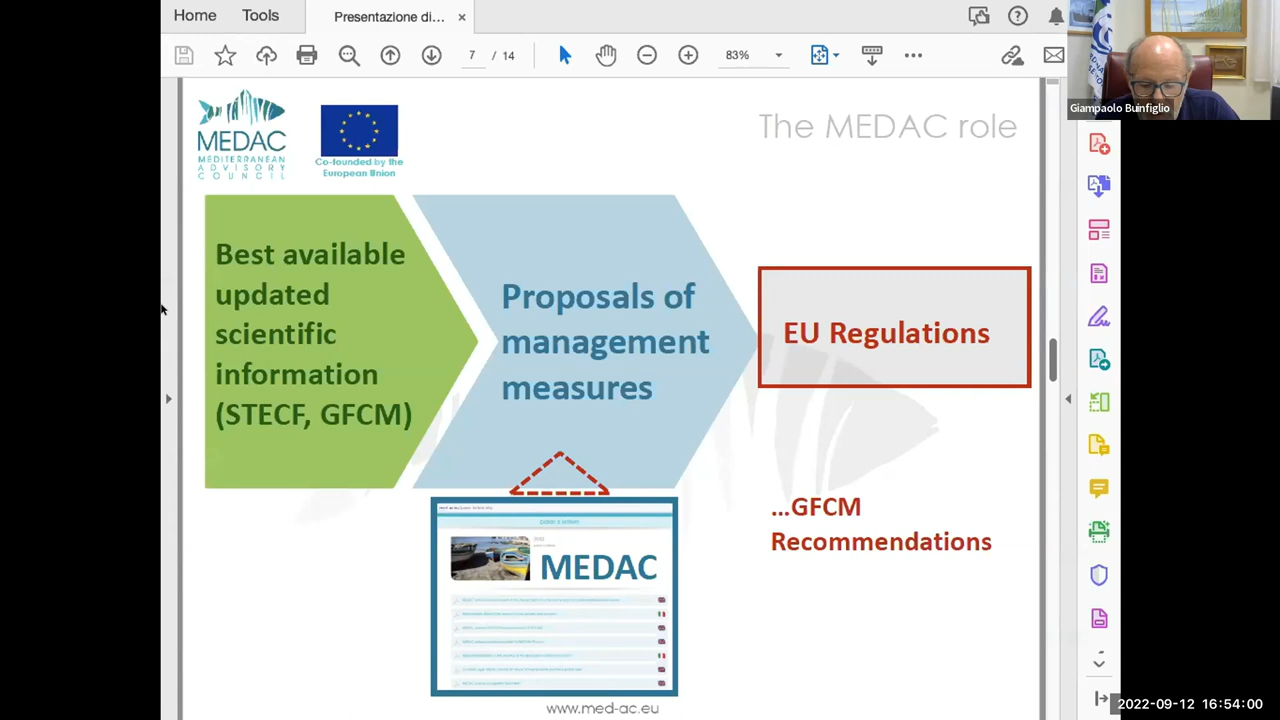 Home
Tools
Presentazione di...
7 / 14
83%
Giampaolo Buinfiglio
MEDAC
MEDITERRANEAN
ADVISORY
COUNCIL
Co-founded by the
European Union
The MEDAC role
Best available
updated
scientific
information
(STECF, GFCM)
Proposals of
management
measures
EU Regulations
...GFCM
Recommendations
MEDAC
www.med-ac.eu
2022-09-12 16:54:00